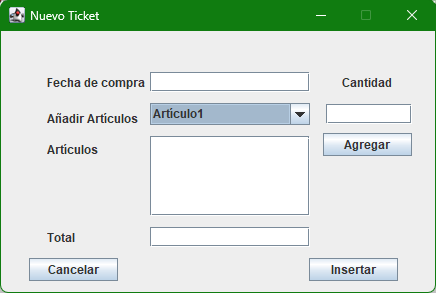 Nuevo Ticket
Fecha de compra
Cantidad
Añadir Artículos
Artículo1
Artículos
Agregar
Total
Cancelar
Insertar